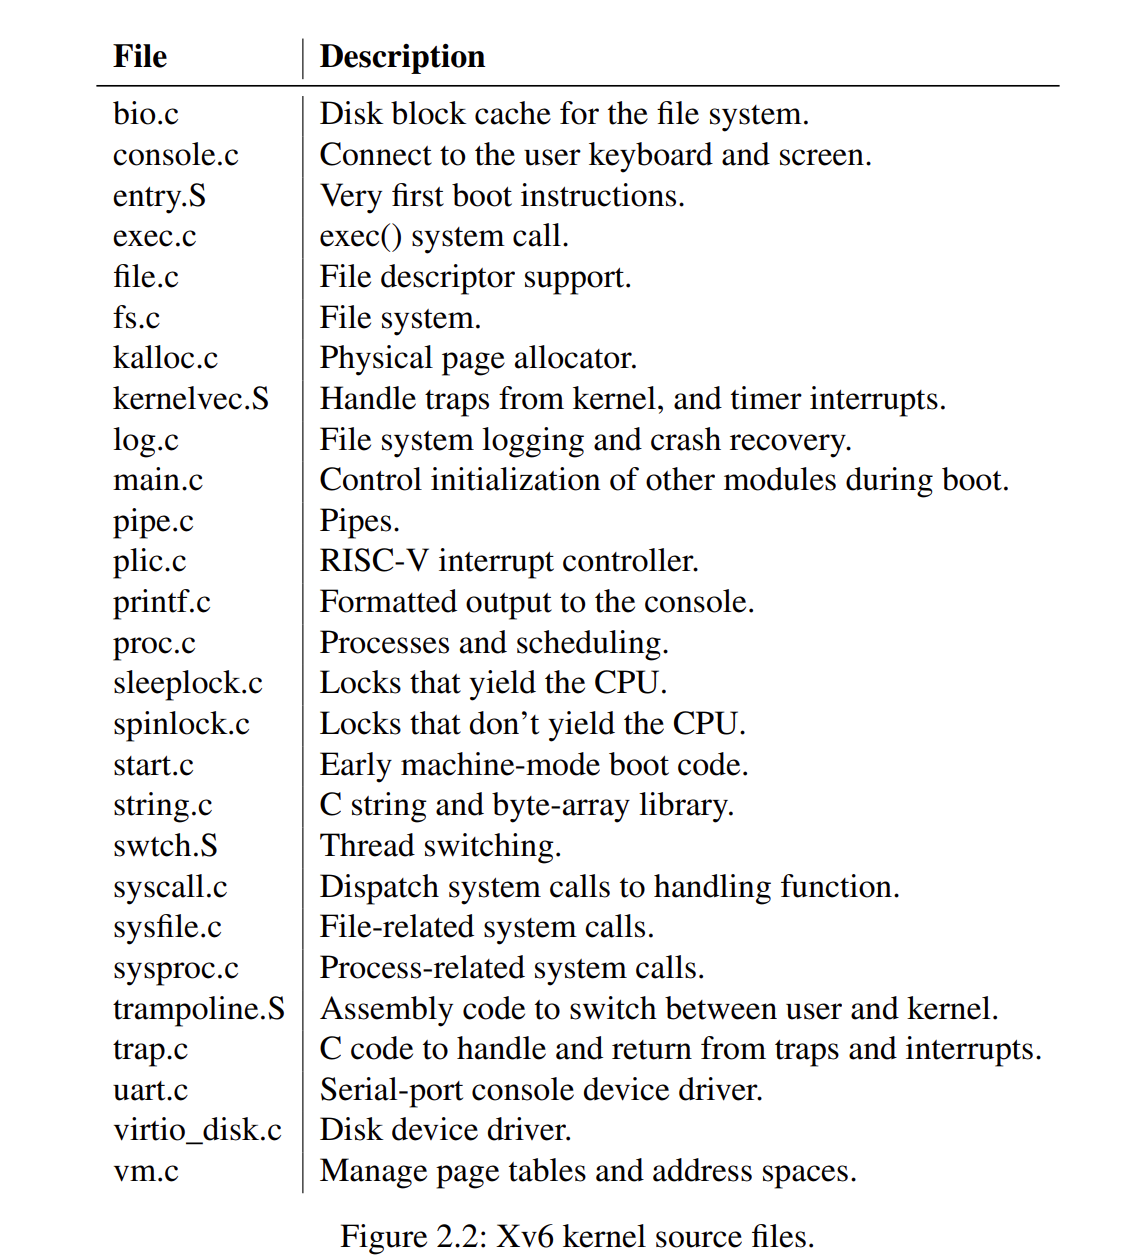 File Description
bio.c Disk block cache for the file system.
console.c Connect to the user keyboard and screen.
entry.S Very first boot instructions.
exec.c exec() system call.
file.c File descriptor support.
fs.c File system.
kalloc.c Physical page allocator.
kernelvec.S Handle traps from kernel, and timer interrupts.
log.c File system logging and crash recovery.
main.c Control initialization of other modules during boot.
pipe.c Pipes.
plic.c RISC-V interrupt controller.
printf.c Formatted output to the console.
proc.c Processes and scheduling.
sleeplock.c Locks that yield the CPU.
spinlock.c Locks that don’t yield the CPU.
start.c Early machine-mode boot code.
string.c C string and byte-array library.
swtch.S Thread switching.
syscall.c Dispatch system calls to handling function.
sysfile.c File-related system calls.
sysproc.c Process-related system calls.
trampoline.S Assembly code to switch between user and kernel.
trap.c C code to handle and return from traps and interrupts.
uart.c Serial-port console device driver.
virtio_disk.c Disk device driver.
vm.c Manage page tables and address spaces.
Figure 2.2: Xv6 kernel source files.